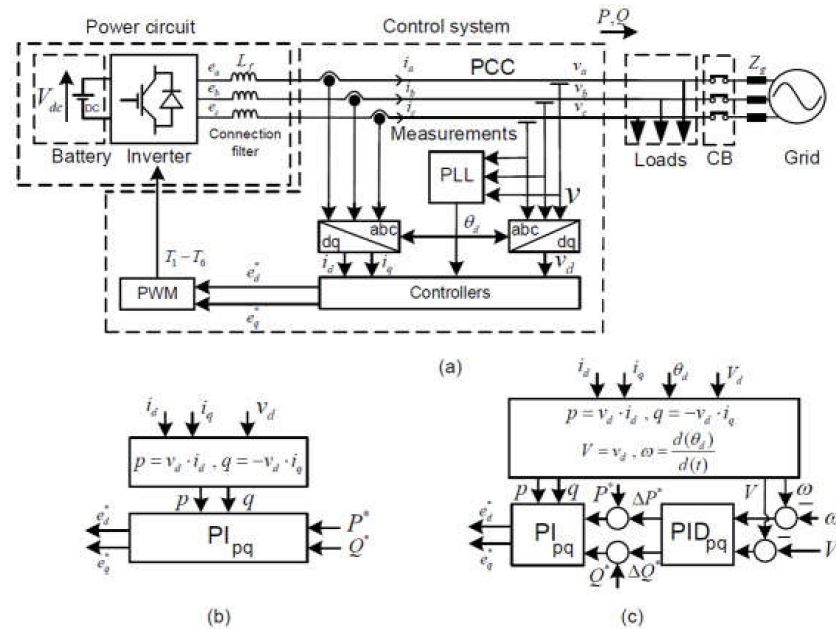 Power circuit
Control system
P,Q
e_a L_f i_a PCC v_a Z_g
V_dc DC e_b i_b v_b
e_c i_c v_c
Connection filter
Measurements
Battery Inverter
Loads CB Grid
PLL
v
abc dq θ_d abc dq
T_1 – T_6
i_d i_q v_d
PWM e_d^* Controllers
e_q^*
(a)
i_d i_q v_d
p = v_d · i_d , q = −v_d · i_q
p q
e_d^* PI_pq P^*
e_q^* Q^*
(b)
i_d i_q θ_d V_d
p = v_d · i_d , q = −v_d · i_q
V = v_d , ω = d(θ_d)/d(t)
p q P^* ΔP^* V ω −
e_d^* PI_pq PID_pq ω
e_q^* − V
Q^* ΔQ^*
(c)